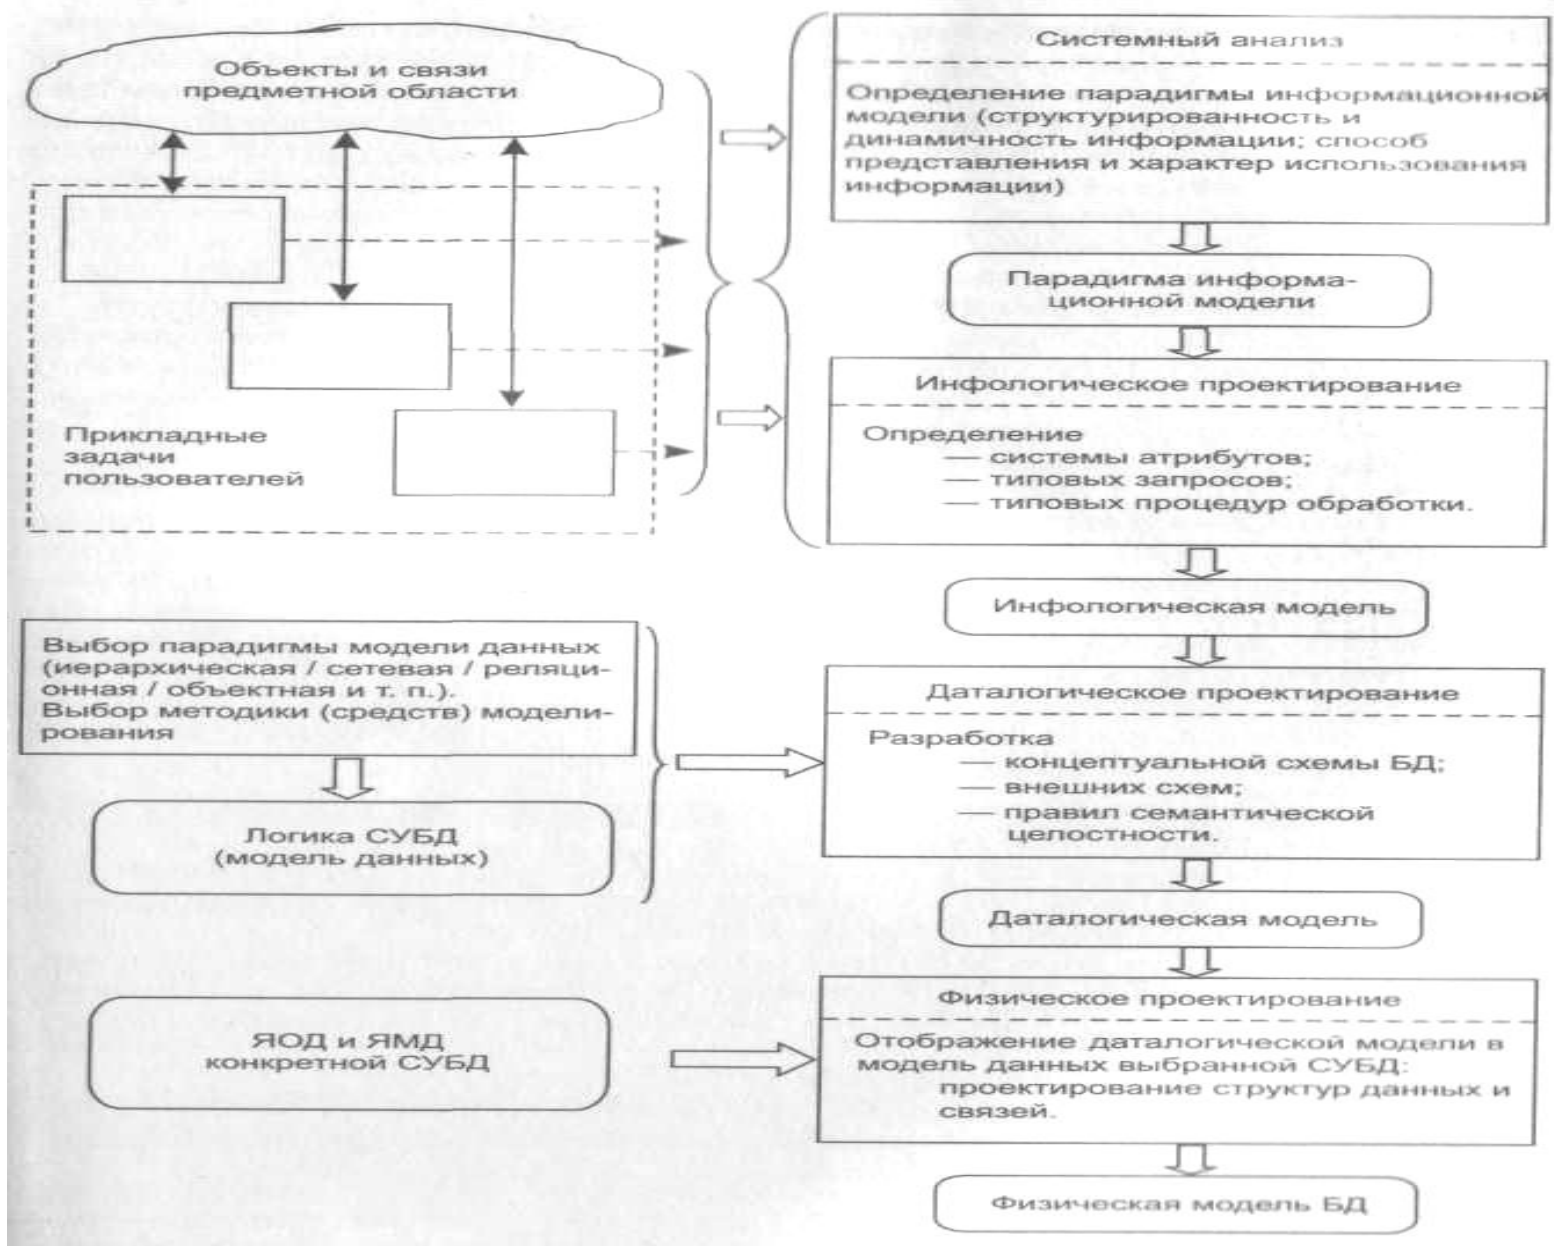 Объекты и связи
предметной области
Прикладные
задачи
пользователей
Системный анализ
Определение парадигмы информационной
модели (структурированность и
динамичность информации; способ
представления и характер использования
информации)
Парадигма информа-
ционной модели
Инфологическое проектирование
Определение
— системы атрибутов;
— типовых запросов;
— типовых процедур обработки.
Инфологическая модель
Выбор парадигмы модели данных
(иерархическая / сетевая / реляци-
онная / объектная и т. п.).
Выбор методики (средств) модели-
рования
Логика СУБД
(модель данных)
Даталогическое проектирование
Разработка
— концептуальной схемы БД;
— внешних схем;
— правил семантической
целостности.
Даталогическая модель
ЯОД и ЯМД
конкретной СУБД
Физическое проектирование
Отображение даталогической модели в
модель данных выбранной СУБД:
проектирование структур данных и
связей.
Физическая модель БД